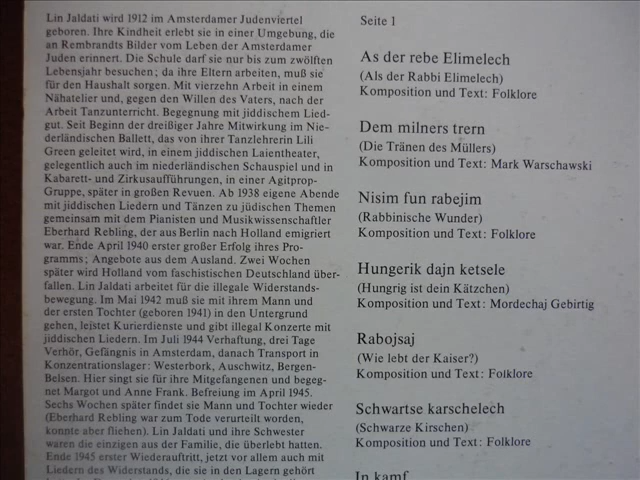 Lin Jaldati wird 1912 im Amsterdamer Judenviertel
geboren. Ihre Kindheit erlebt sie in einer Umgebung, die
an Rembrandts Bilder vom Leben der Amsterdamer
Juden erinnert. Die Schule darf sie nur bis zum zwölften
Lebensjahr besuchen; da ihre Eltern arbeiten, muß sie
für den Haushalt sorgen. Mit vierzehn Arbeit in einem
Nähatelier und, gegen den Willen des Vaters, nach der
Arbeit Tanzunterricht. Begegnung mit jiddischem Lied-
gut. Seit Beginn der dreißiger Jahre Mitwirkung im Nie-
derländischen Ballett, das von ihrer Tanzlehrerin Lili
Green geleitet wird, in einem jiddischen Laientheater,
gelegentlich auch im niederländischen Schauspiel und in
Kabarett- und Zirkusaufführungen, in einer Agitprop-
Gruppe, später in großen Revuen. Ab 1938 eigene Abende
mit jiddischen Liedern und Tänzen zu jüdischen Themen
gemeinsam mit dem Pianisten und Musikwissenschaftler
Eberhard Rebling, der aus Berlin nach Holland emigriert
war. Ende April 1940 erster großer Erfolg ihres Pro-
gramms; Angebote aus dem Ausland. Zwei Wochen
später wird Holland vom faschistischen Deutschland über-
fallen. Lin Jaldati arbeitet für die illegale Widerstands-
bewegung. Im Mai 1942 muß sie mit ihrem Mann und
der ersten Tochter (geboren 1941) in den Untergrund
gehen, leistet Kurierdienste und gibt illegal Konzerte mit
jiddischen Liedern. Im Juli 1944 Verhaftung, drei Tage
Verhör, Gefängnis in Amsterdam, danach Transport in
Konzentrationslager: Westerbork, Auschwitz, Bergen-
Belsen. Hier singt sie für ihre Mitgefangenen und begeg-
net Margot und Anne Frank. Befreiung im April 1945.
Sechs Wochen später findet sie Mann und Tochter wieder
(Eberhard Rebling war zum Tode verurteilt worden,
konnte aber fliehen). Lin Jaldati und ihre Schwester
waren die einzigen aus der Familie, die überlebt hatten.
Ende 1945 erster Wiederauftritt, jetzt vor allem auch mit
Liedern des Widerstands, die sie in den Lagern gehört
Seite 1
As der rebe Elimelech
(Als der Rabbi Elimelech)
Komposition und Text: Folklore
Dem milners trern
(Die Tränen des Müllers)
Komposition und Text: Mark Warschawski
Nisim fun rabejim
(Rabbinische Wunder)
Komposition und Text: Folklore
Hungerik dajn ketsele
(Hungrig ist dein Kätzchen)
Komposition und Text: Mordechaj Gebirtig
Rabojsaj
(Wie lebt der Kaiser?)
Komposition und Text: Folklore
Schwartse karschelech
(Schwarze Kirschen)
Komposition und Text: Folklore
In kamf